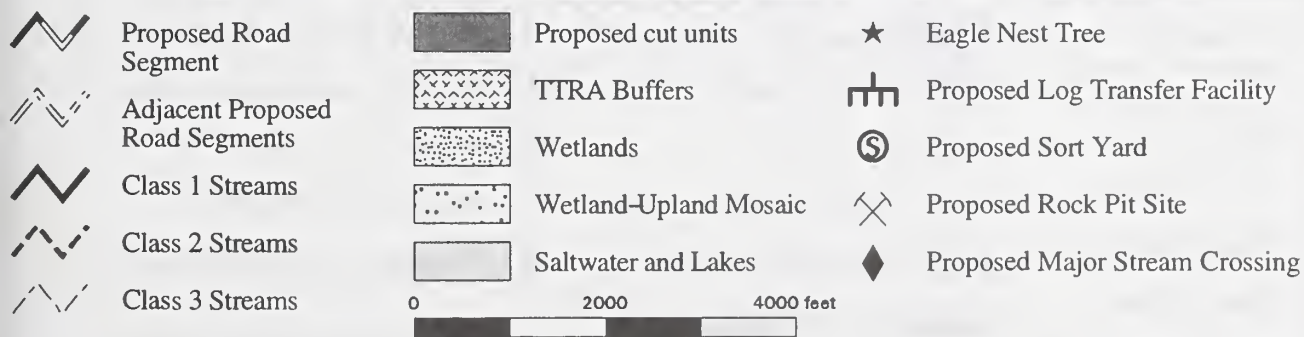 Proposed Road
Segment
Adjacent Proposed
Road Segments
Class 1 Streams
Class 2 Streams
Class 3 Streams
Proposed cut units
TTRA Buffers
Wetlands
Wetland-Upland Mosaic
Saltwater and Lakes
0 2000 4000 feet
Eagle Nest Tree
Proposed Log Transfer Facility
S Proposed Sort Yard
Proposed Rock Pit Site
Proposed Major Stream Crossing